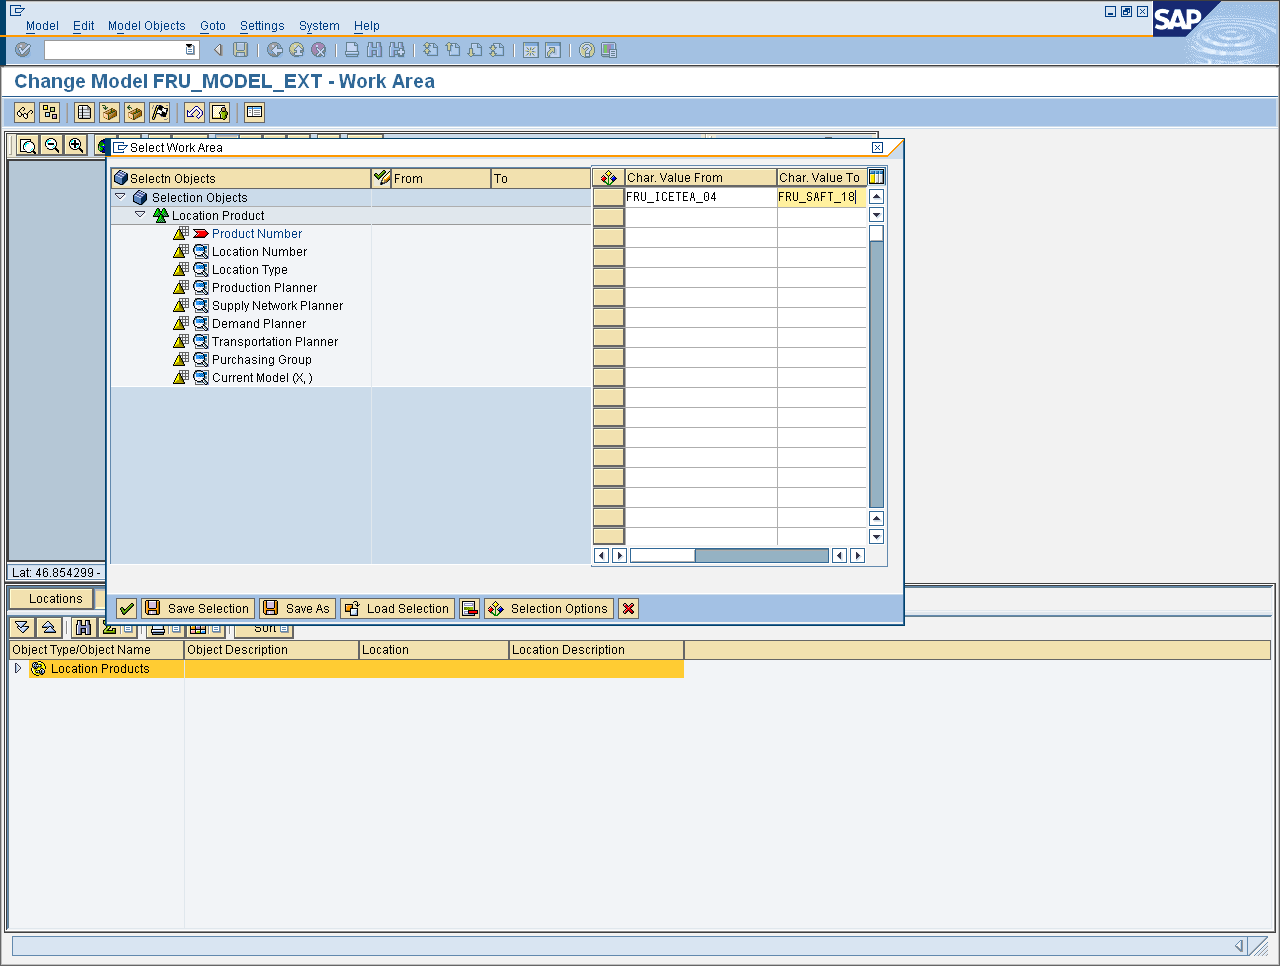 Model Edit Model Objects Goto Settings System Help
SAP
Change Model FRU_MODEL_EXT - Work Area
Select Work Area
Selectn Objects From To
Char. Value From Char. Value To
Selection Objects
FRU_ICETEA_04 FRU_SAFT_18
Location Product
Product Number
Location Number
Location Type
Production Planner
Supply Network Planner
Demand Planner
Transportation Planner
Purchasing Group
Current Model (X, )
Lat: 46.854299 -
Locations
Save Selection Save As Load Selection Selection Options
Sort
Object Type/Object Name Object Description Location Location Description
Location Products